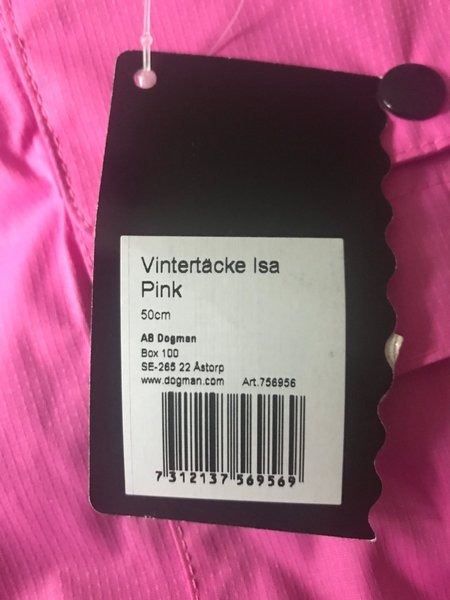 Vintertäcke Isa
Pink
50cm
AB Dogman
Box 100
SE-265 22 Åstorp
www.dogman.com Art.756956
7 312137 569569